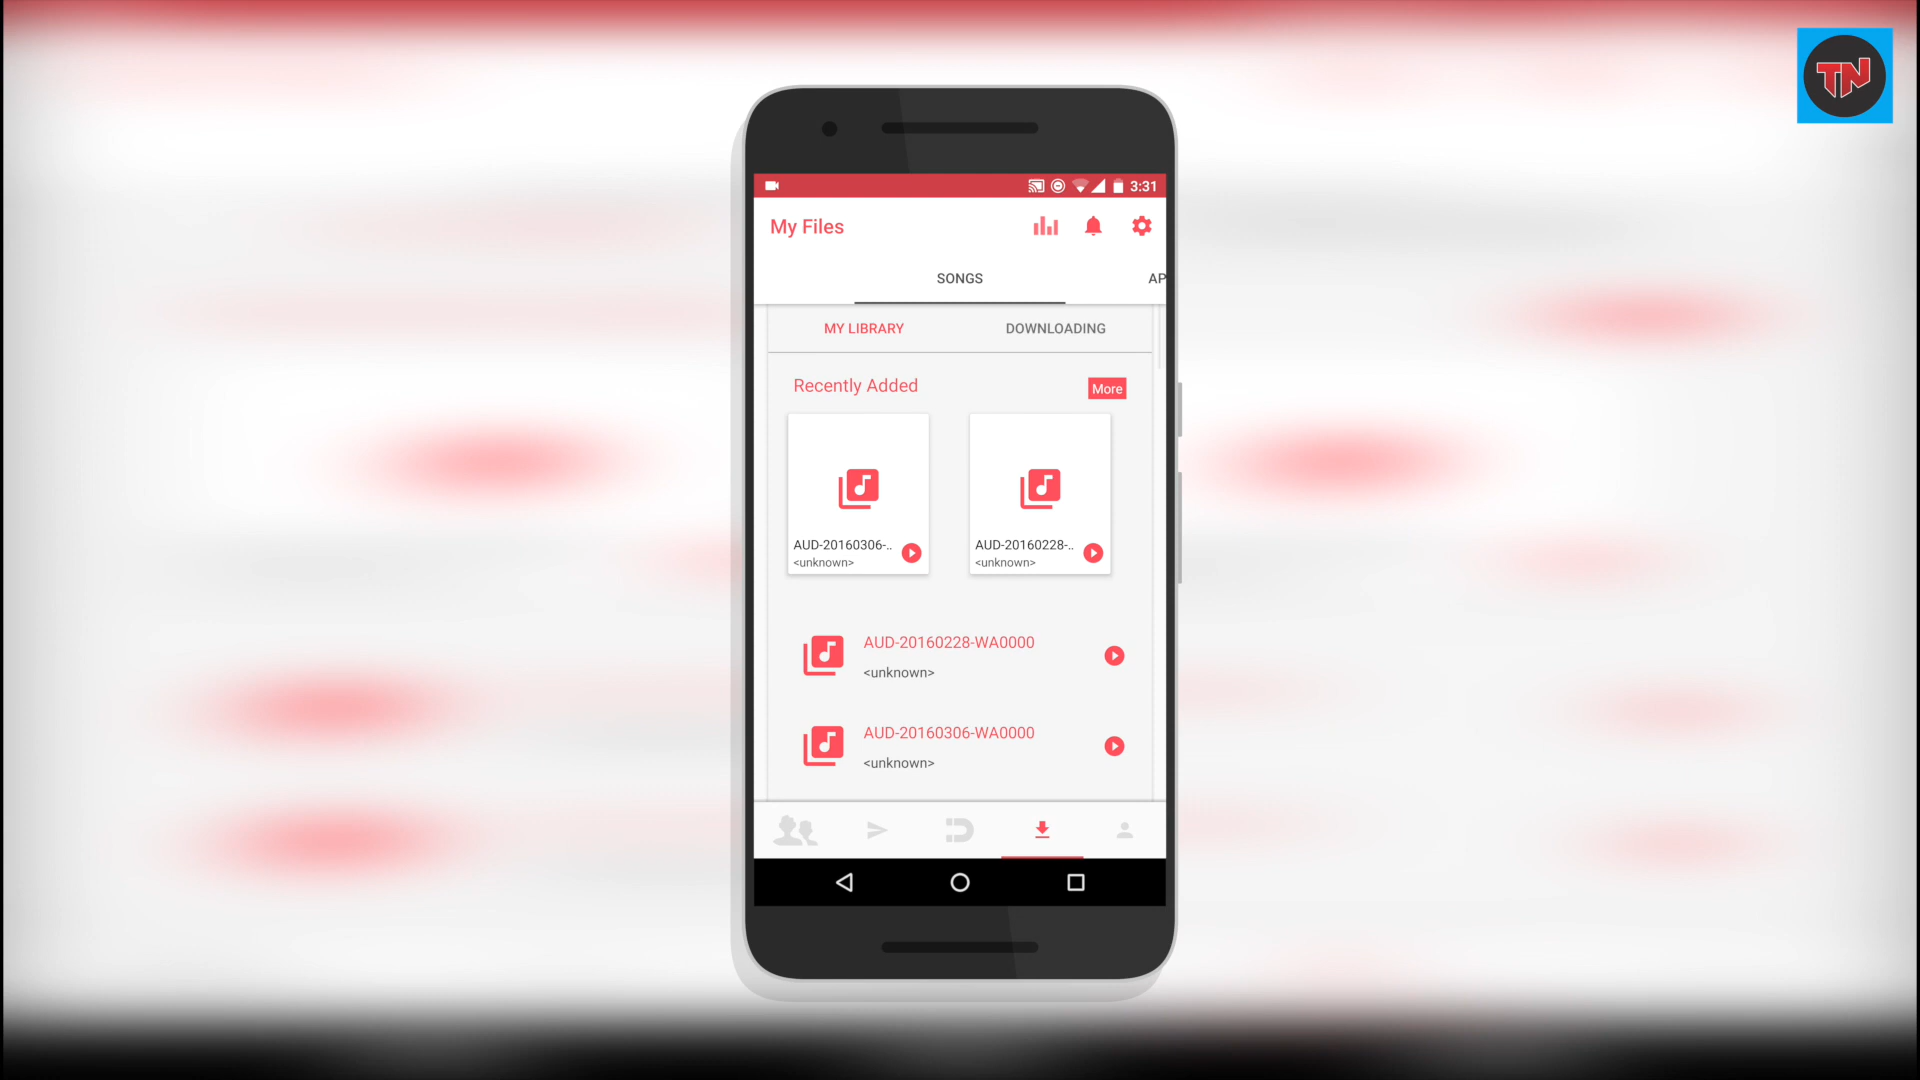 TN
3:31
My Files
SONGS
AP
MY LIBRARY
DOWNLOADING
Recently Added
More
AUD-20160306-..
<unknown>
AUD-20160228-..
<unknown>
AUD-20160228-WA0000
<unknown>
AUD-20160306-WA0000
<unknown>